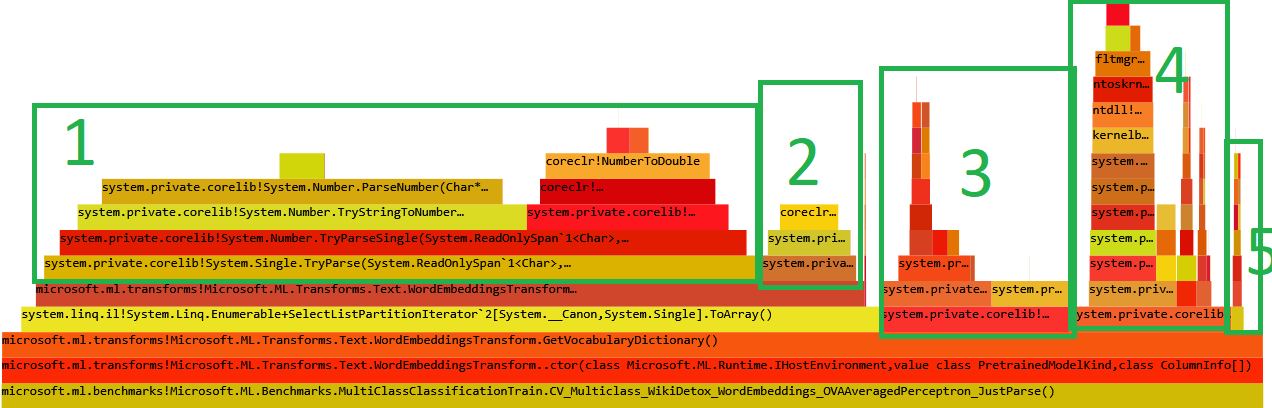 1
2
3
4
5
fltmgr…
ntoskrn…
ntdll!…
kernelb…
coreclr!NumberToDouble
system.…
system.private.corelib!System.Number.ParseNumber(Char*…
coreclr!…
system.p…
system.private.corelib!System.Number.TryStringToNumber…
system.private.corelib!…
coreclr…
system.p…
system.private.corelib!System.Number.TryParseSingle(System.ReadOnlySpan`1<Char>,…
system.pri…
system.p…
system.private.corelib!System.Single.TryParse(System.ReadOnlySpan`1<Char>,…
system.priva…
system.pr…
system.p…
microsoft.ml.transforms!Microsoft.ML.Transforms.Text.WordEmbeddingsTransform…
system.private…
system.pr…
system.priv…
system.linq.il!System.Linq.Enumerable+SelectListPartitionIterator`2[System.__Canon,System.Single].ToArray()
system.private.corelib!…
system.private.corelib
microsoft.ml.transforms!Microsoft.ML.Transforms.Text.WordEmbeddingsTransform.GetVocabularyDictionary()
microsoft.ml.transforms!Microsoft.ML.Transforms.Text.WordEmbeddingsTransform..ctor(class Microsoft.ML.Runtime.IHostEnvironment,value class PretrainedModelKind,class ColumnInfo[])
microsoft.ml.benchmarks!Microsoft.ML.Benchmarks.MultiClassClassificationTrain.CV_Multiclass_WikiDetox_WordEmbeddings_OVAAveragedPerceptron_JustParse()